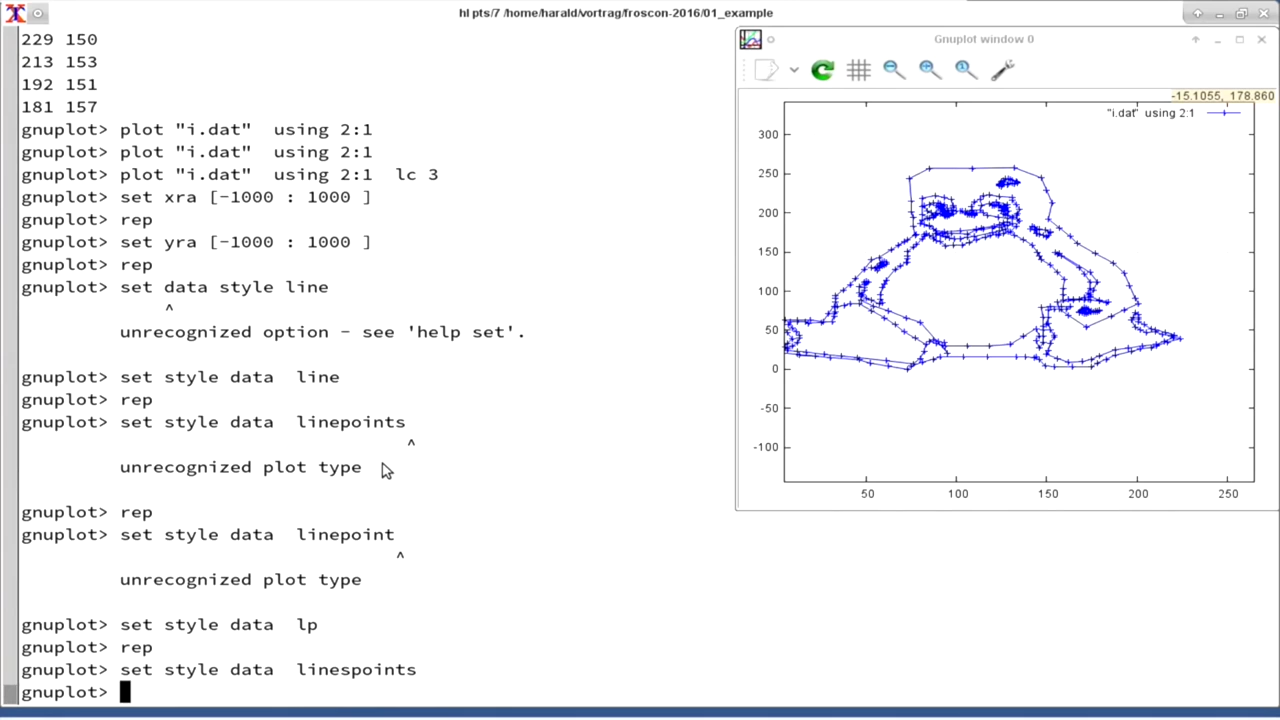 hl pts/7 /home/harald/vortrag/froscon-2016/01_example
229 150
213 153
192 151
181 157
gnuplot> plot "i.dat"  using 2:1
gnuplot> plot "i.dat"  using 2:1
gnuplot> plot "i.dat"  using 2:1  lc 3
gnuplot> set xra [-1000 : 1000 ]
gnuplot> rep
gnuplot> set yra [-1000 : 1000 ]
gnuplot> rep
gnuplot> set data style line
^
unrecognized option - see 'help set'.
gnuplot> set style data  line
gnuplot> rep
gnuplot> set style data  linepoints
^
unrecognized plot type
gnuplot> rep
gnuplot> set style data  linepoint
^
unrecognized plot type
gnuplot> set style data  lp
gnuplot> rep
gnuplot> set style data  linespoints
gnuplot>
Gnuplot window 0
-15.1055, 178.860
"i.dat" using 2:1
300
250
200
150
100
50
0
-50
-100
50 100 150 200 250